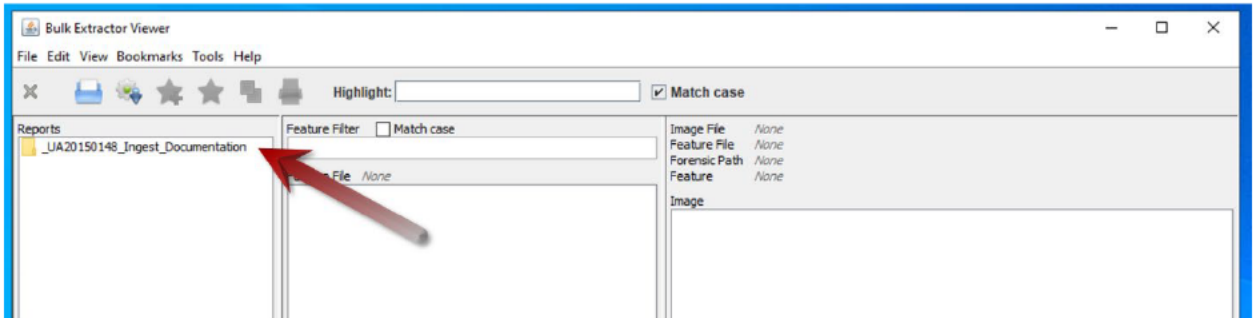 Bulk Extractor Viewer
File Edit View Bookmarks Tools Help
Highlight: Match case
Reports
_UA20150148_Ingest_Documentation
Feature Filter Match case
File None
Image File None
Feature File None
Forensic Path None
Feature None
Image